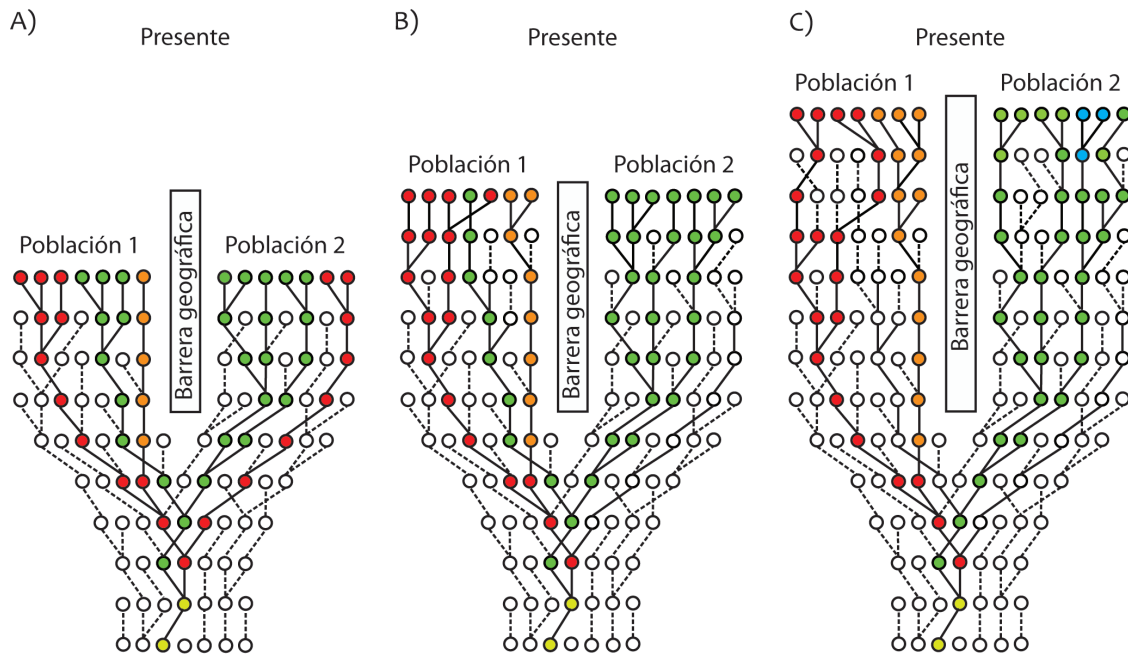 A)
Presente
Población 1
Barrera geográfica
Población 2
B)
Presente
Población 1
Barrera geográfica
Población 2
C)
Presente
Población 1
Barrera geográfica
Población 2